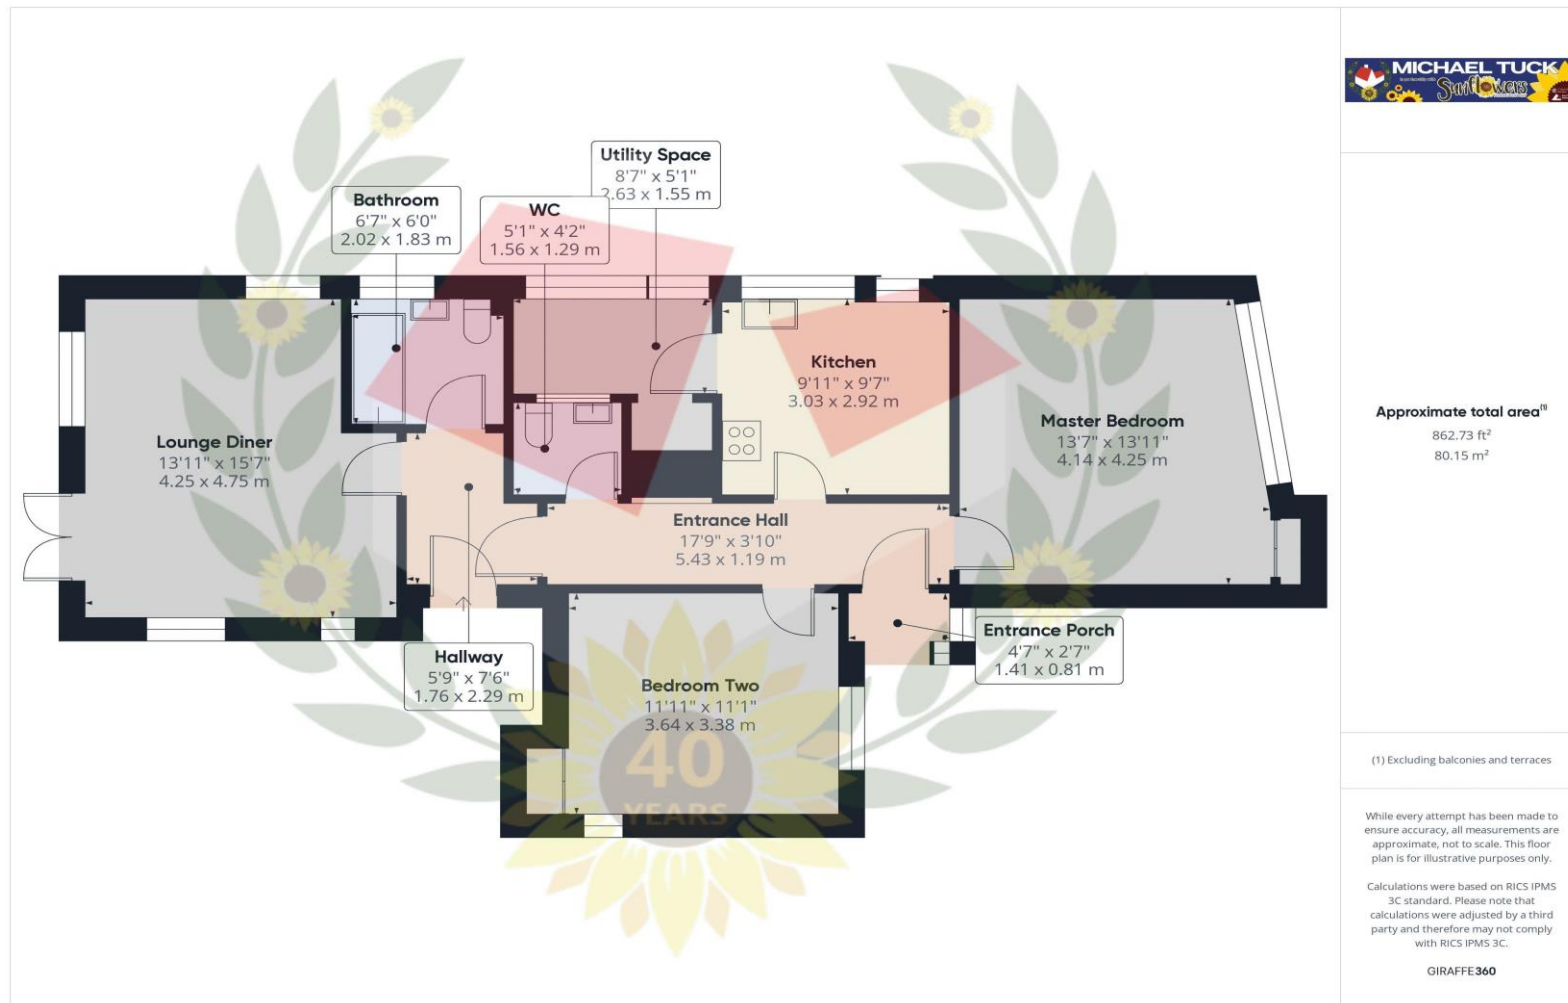 MICHAEL TUCK
Sunflowers
Utility Space
8'7" x 5'1"
2.63 x 1.55 m
Bathroom
6'7" x 6'0"
2.02 x 1.83 m
WC
5'1" x 4'2"
1.56 x 1.29 m
Kitchen
9'11" x 9'7"
3.03 x 2.92 m
Master Bedroom
13'7" x 13'11"
4.14 x 4.25 m
Lounge Diner
13'11" x 15'7"
4.25 x 4.75 m
Entrance Hall
17'9" x 3'10"
5.43 x 1.19 m
Entrance Porch
4'7" x 2'7"
1.41 x 0.81 m
Hallway
5'9" x 7'6"
1.76 x 2.29 m
Bedroom Two
11'11" x 11'1"
3.64 x 3.38 m
40
YEARS
Approximate total area(1)
862.73 ft²
80.15 m²
(1) Excluding balconies and terraces
While every attempt has been made to
ensure accuracy, all measurements are
approximate, not to scale. This floor
plan is for illustrative purposes only.
Calculations were based on RICS IPMS
3C standard. Please note that
calculations were adjusted by a third
party and therefore may not comply
with RICS IPMS 3C.
GIRAFFE360